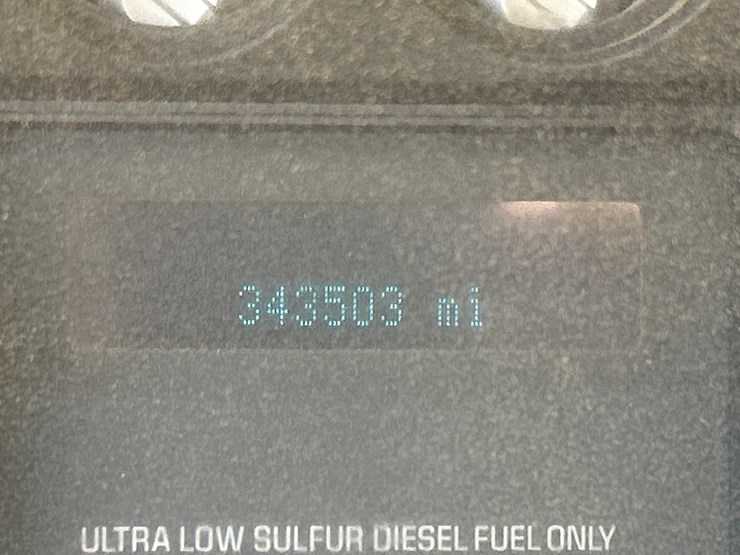 343503 mi
ULTRA LOW SULFUR DIESEL FUEL ONLY